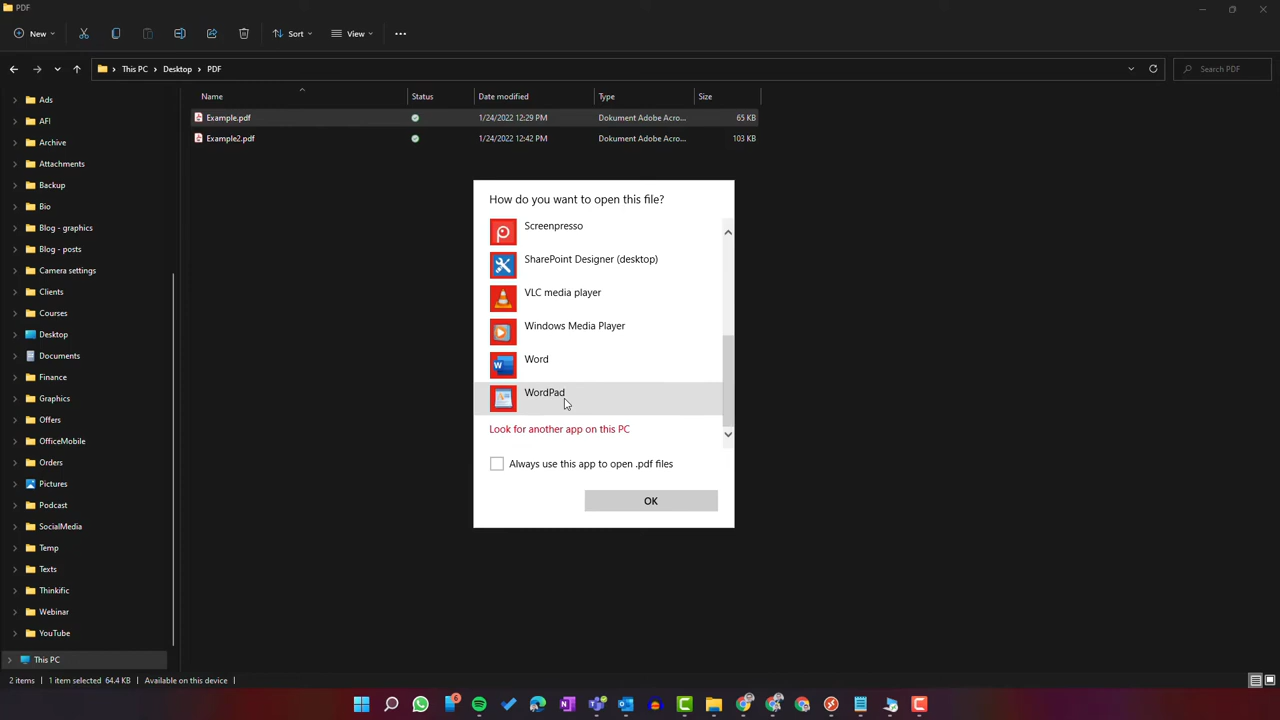 PDF
New
Sort
View
This PC > Desktop > PDF
Search PDF
Name Status Date modified Type Size
Example.pdf 1/24/2022 12:29 PM Dokument Adobe Acro... 65 KB
Example2.pdf 1/24/2022 12:42 PM Dokument Adobe Acro... 103 KB
Ads
AFI
Archive
Attachments
Backup
Bio
Blog - graphics
Blog - posts
Camera settings
Clients
Courses
Desktop
Documents
Finance
Graphics
Offers
OfficeMobile
Orders
Pictures
Podcast
SocialMedia
Temp
Texts
Thinkific
Webinar
YouTube
This PC
How do you want to open this file?
Screenpresso
SharePoint Designer (desktop)
VLC media player
Windows Media Player
Word
WordPad
Look for another app on this PC
Always use this app to open .pdf files
OK
2 items 1 item selected 64.4 KB Available on this device